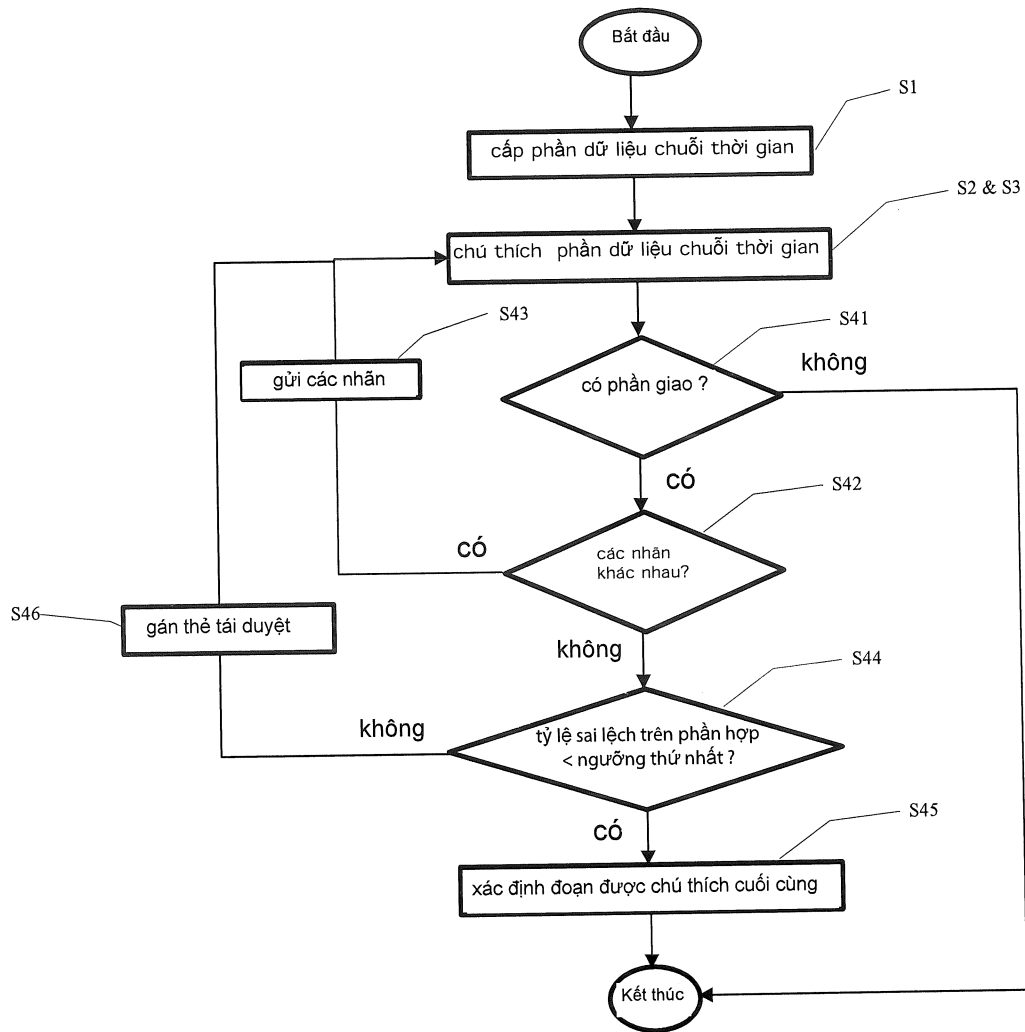 Bắt đầu
S1
cấp phần dữ liệu chuỗi thời gian
S2 & S3
chú thích phần dữ liệu chuỗi thời gian
S43
S41
không
gửi các nhãn
có phần giao ?
có
S42
có
các nhãn
khác nhau?
S46
gán thẻ tái duyệt
không
S44
không
tỷ lệ sai lệch trên phần hợp
< ngưỡng thứ nhất ?
S45
có
xác định đoạn được chú thích cuối cùng
Kết thúc